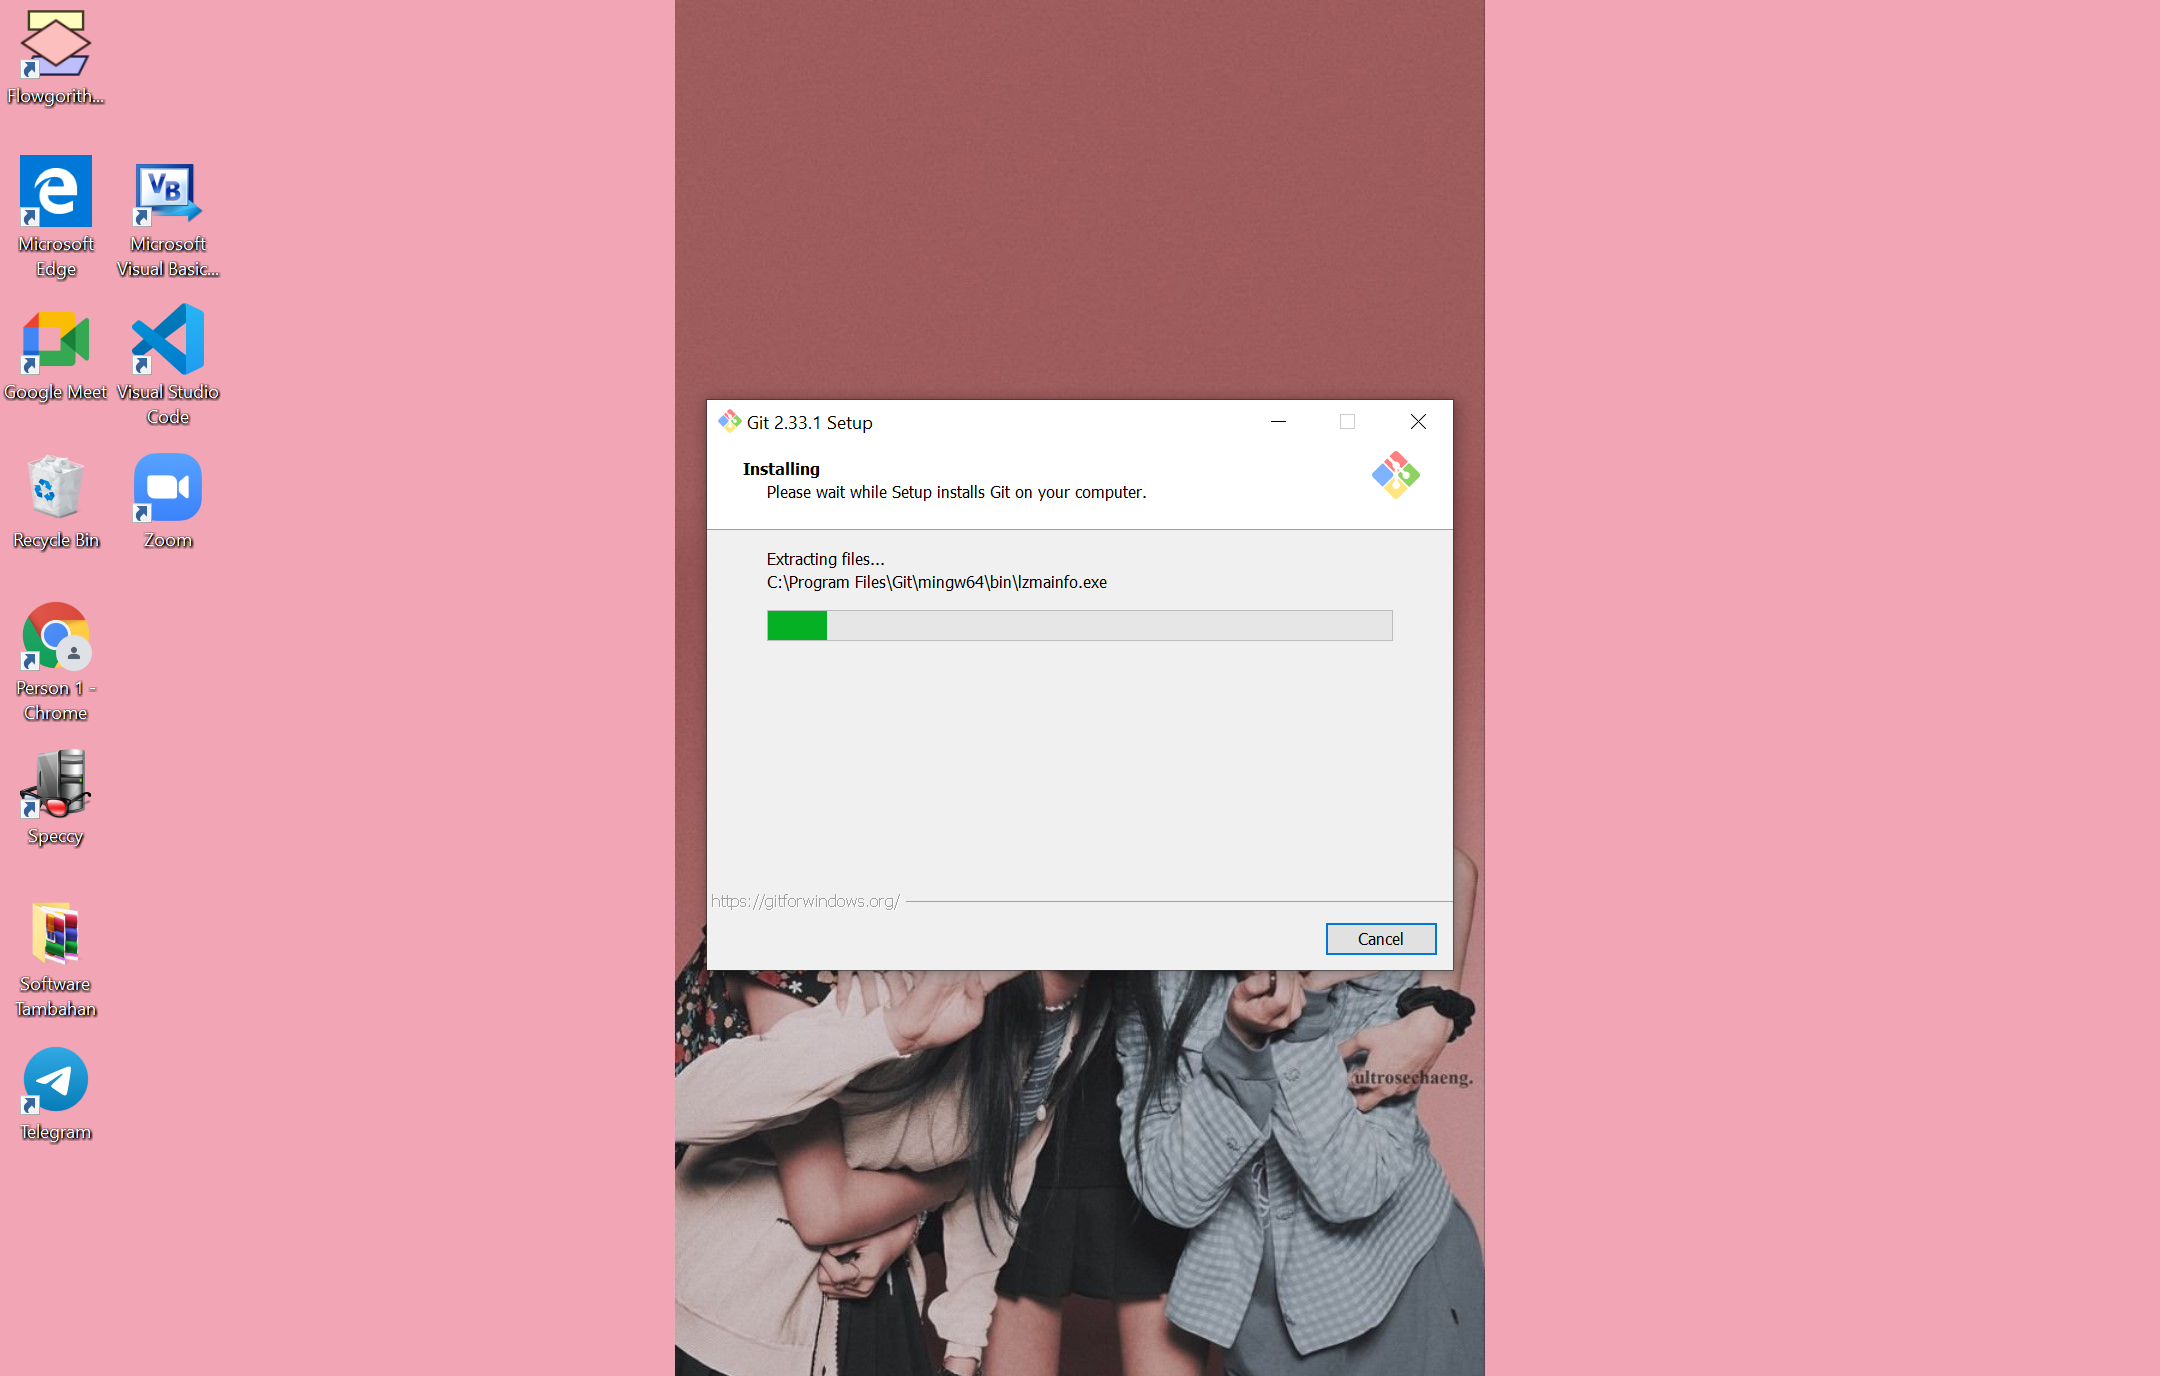 Flowgorith...
Microsoft
Edge
Microsoft
Visual Basic...
Google Meet
Visual Studio
Code
Recycle Bin
Zoom
Person 1 -
Chrome
Speccy
Software
Tambahan
Telegram
Git 2.33.1 Setup
Installing
Please wait while Setup installs Git on your computer.
Extracting files...
C:\Program Files\Git\mingw64\bin\lzmainfo.exe
https://gitforwindows.org/
Cancel
ultrosechaeng.